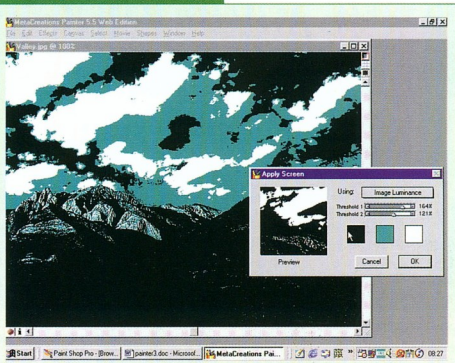 MetaCreations Painter 5.5 Web Edition
File Edit Effects Canvas Select Movie Shapes Window Help
Valley.jpg @ 100%
Apply Screen
Using: Image Luminance
Threshold 1 164%
Threshold 2 121%
Preview
Cancel OK
Start Paint Shop Pro - [Brow... painter3.doc - Microsof... MetaCreations Pai... 08:27